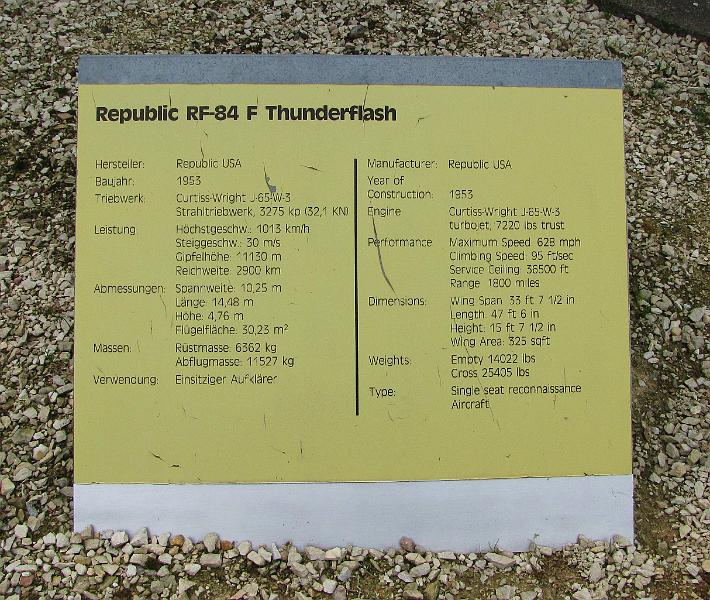 Republic RF-84 F Thunderflash
Hersteller: Republic USA
Baujahr: 1953
Triebwerk: Curtiss-Wright J-65-W-3
Strahltriebwerk, 3275 kp (32,1 KN)
Leistung: Höchstgeschw.: 1013 km/h
Steiggeschw.: 30 m/s
Gipfelhöhe: 11130 m
Reichweite: 2900 km
Abmessungen: Spannweite: 10,25 m
Länge: 14,48 m
Höhe: 4,76 m
Flügelfläche: 30,23 m²
Massen: Rüstmasse: 6362 kg
Abflugmasse: 11527 kg
Verwendung: Einsitziger Aufklärer
Manufacturer: Republic USA
Year of
Construction: 1953
Engine Curtiss-Wright J-65-W-3
turbojet, 7220 lbs trust
Performance Maximum Speed: 628 mph
Climbing Speed: 95 ft/sec
Service Ceiling: 36500 ft
Range: 1800 miles
Dimensions: Wing Span: 33 ft 7 1/2 in
Length: 47 ft 6 in
Height: 15 ft 7 1/2 in
Wing Area: 325 sqft
Weights: Empty 14022 lbs
Cross 25405 lbs
Type: Single seat reconnaissance
Aircraft